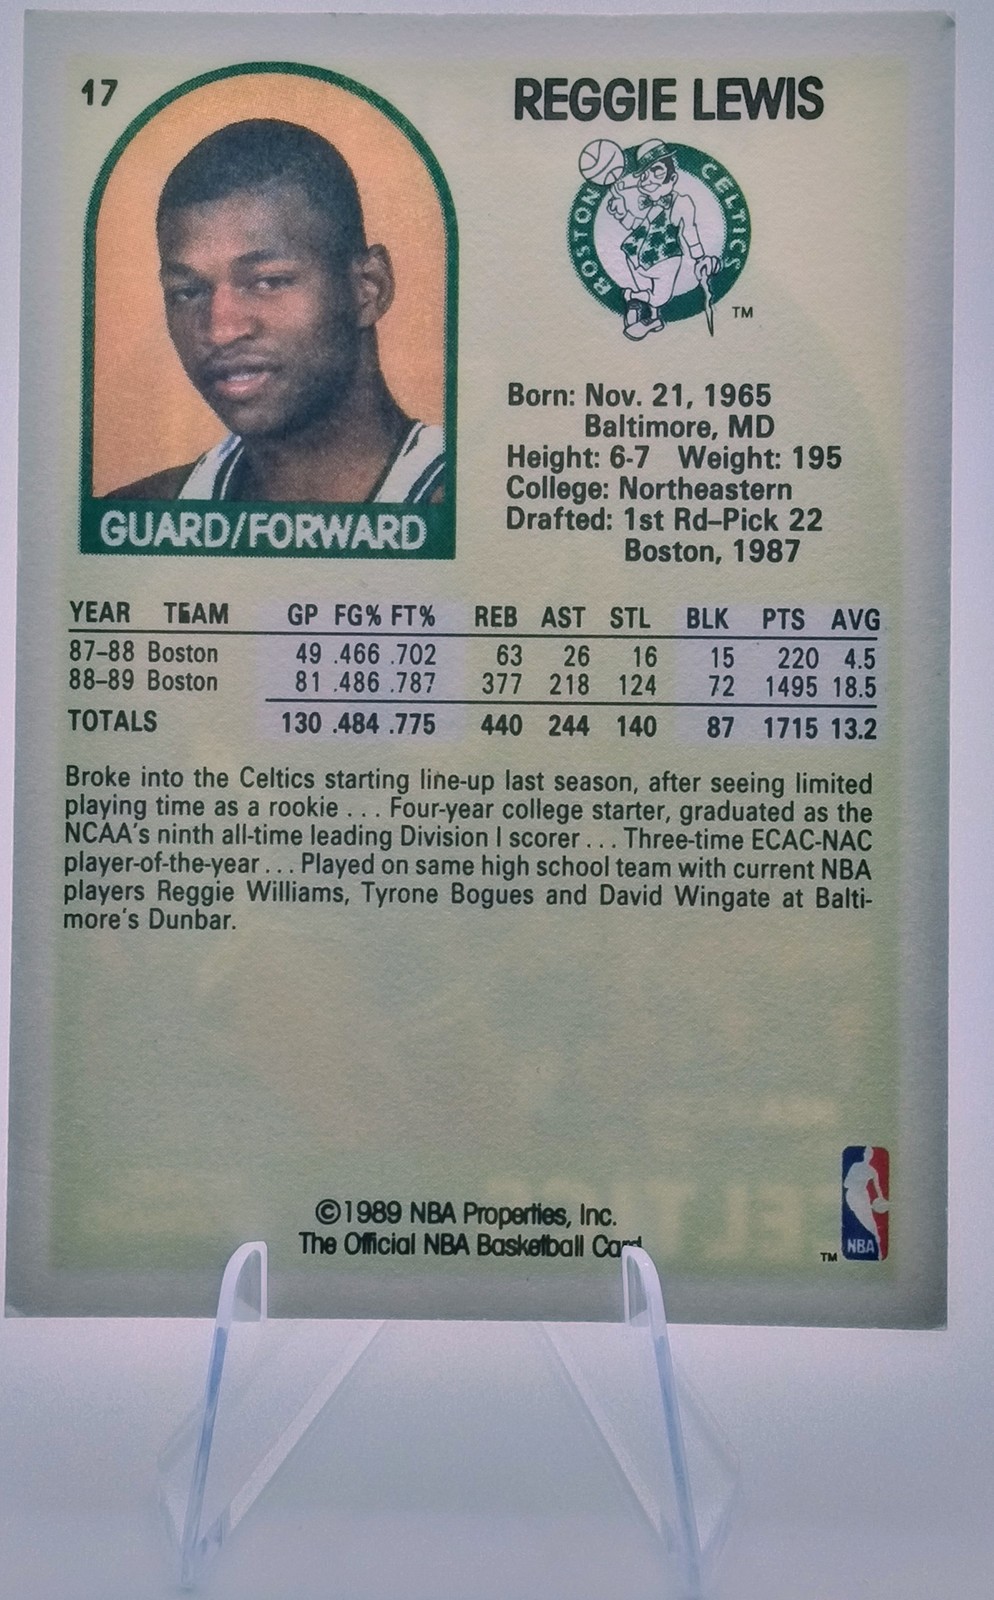 17
REGGIE LEWIS
BOSTON CELTICS
TM
Born: Nov. 21, 1965
Baltimore, MD
Height: 6-7 Weight: 195
College: Northeastern
Drafted: 1st Rd–Pick 22
Boston, 1987
GUARD/FORWARD
YEAR TEAM GP FG% FT% REB AST STL BLK PTS AVG
87–88 Boston 49 .466 .702 63 26 16 15 220 4.5
88–89 Boston 81 .486 .787 377 218 124 72 1495 18.5
TOTALS 130 .484 .775 440 244 140 87 1715 13.2
Broke into the Celtics starting line-up last season, after seeing limited
playing time as a rookie . . . Four-year college starter, graduated as the
NCAA's ninth all-time leading Division I scorer . . . Three-time ECAC-NAC
player-of-the-year . . . Played on same high school team with current NBA
players Reggie Williams, Tyrone Bogues and David Wingate at Balti-
more's Dunbar.
©1989 NBA Properties, Inc.
The Official NBA Basketball Card
TM NBA